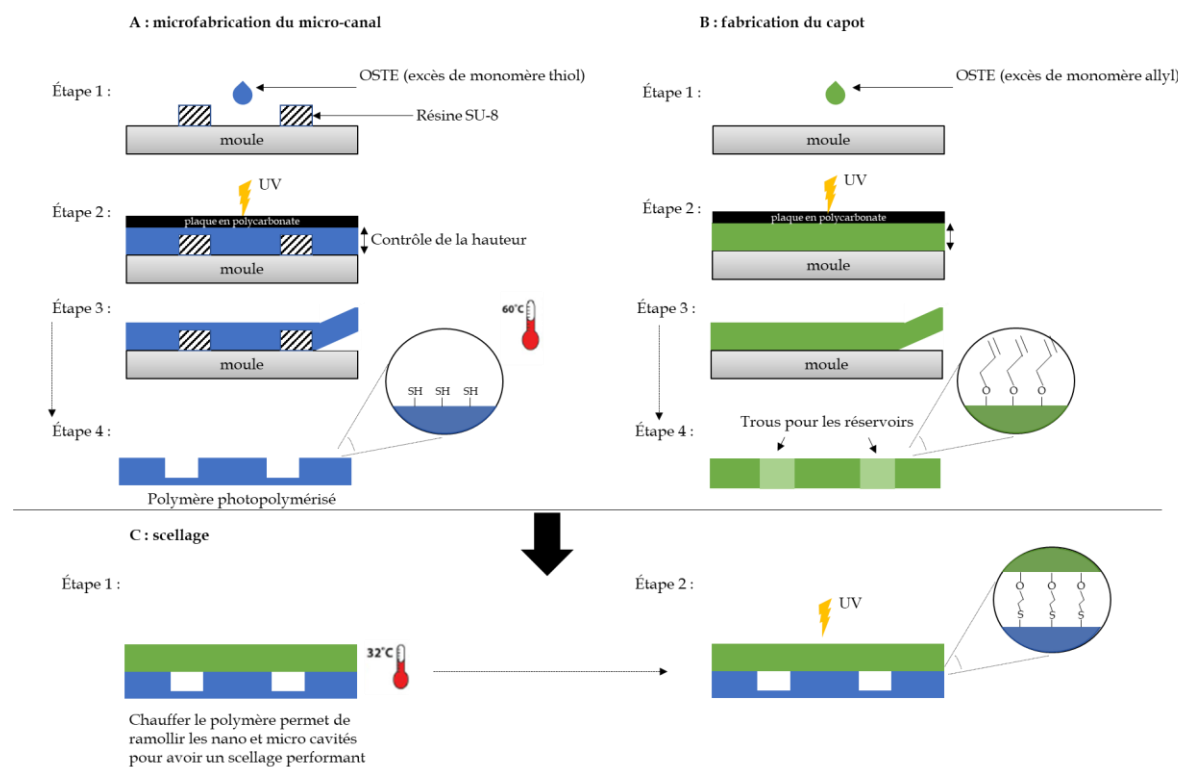 A : microfabrication du micro-canal
Étape 1 :
OSTE (excès de monomère thiol)
Résine SU-8
moule
UV
Étape 2 :
plaque en polycarbonate
Contrôle de la hauteur
moule
Étape 3 :
60°C
moule
SH SH SH
Étape 4 :
Polymère photopolymérisé
B : fabrication du capot
OSTE (excès de monomère allyl)
Étape 1 :
moule
UV
Étape 2 :
plaque en polycarbonate
moule
Étape 3 :
moule
O O O
Étape 4 :
Trous pour les réservoirs
C : scellage
Étape 1 :
32°C
Chauffer le polymère permet de
ramollir les nano et micro cavités
pour avoir un scellage performant
Étape 2 :
UV
O O O
S S S